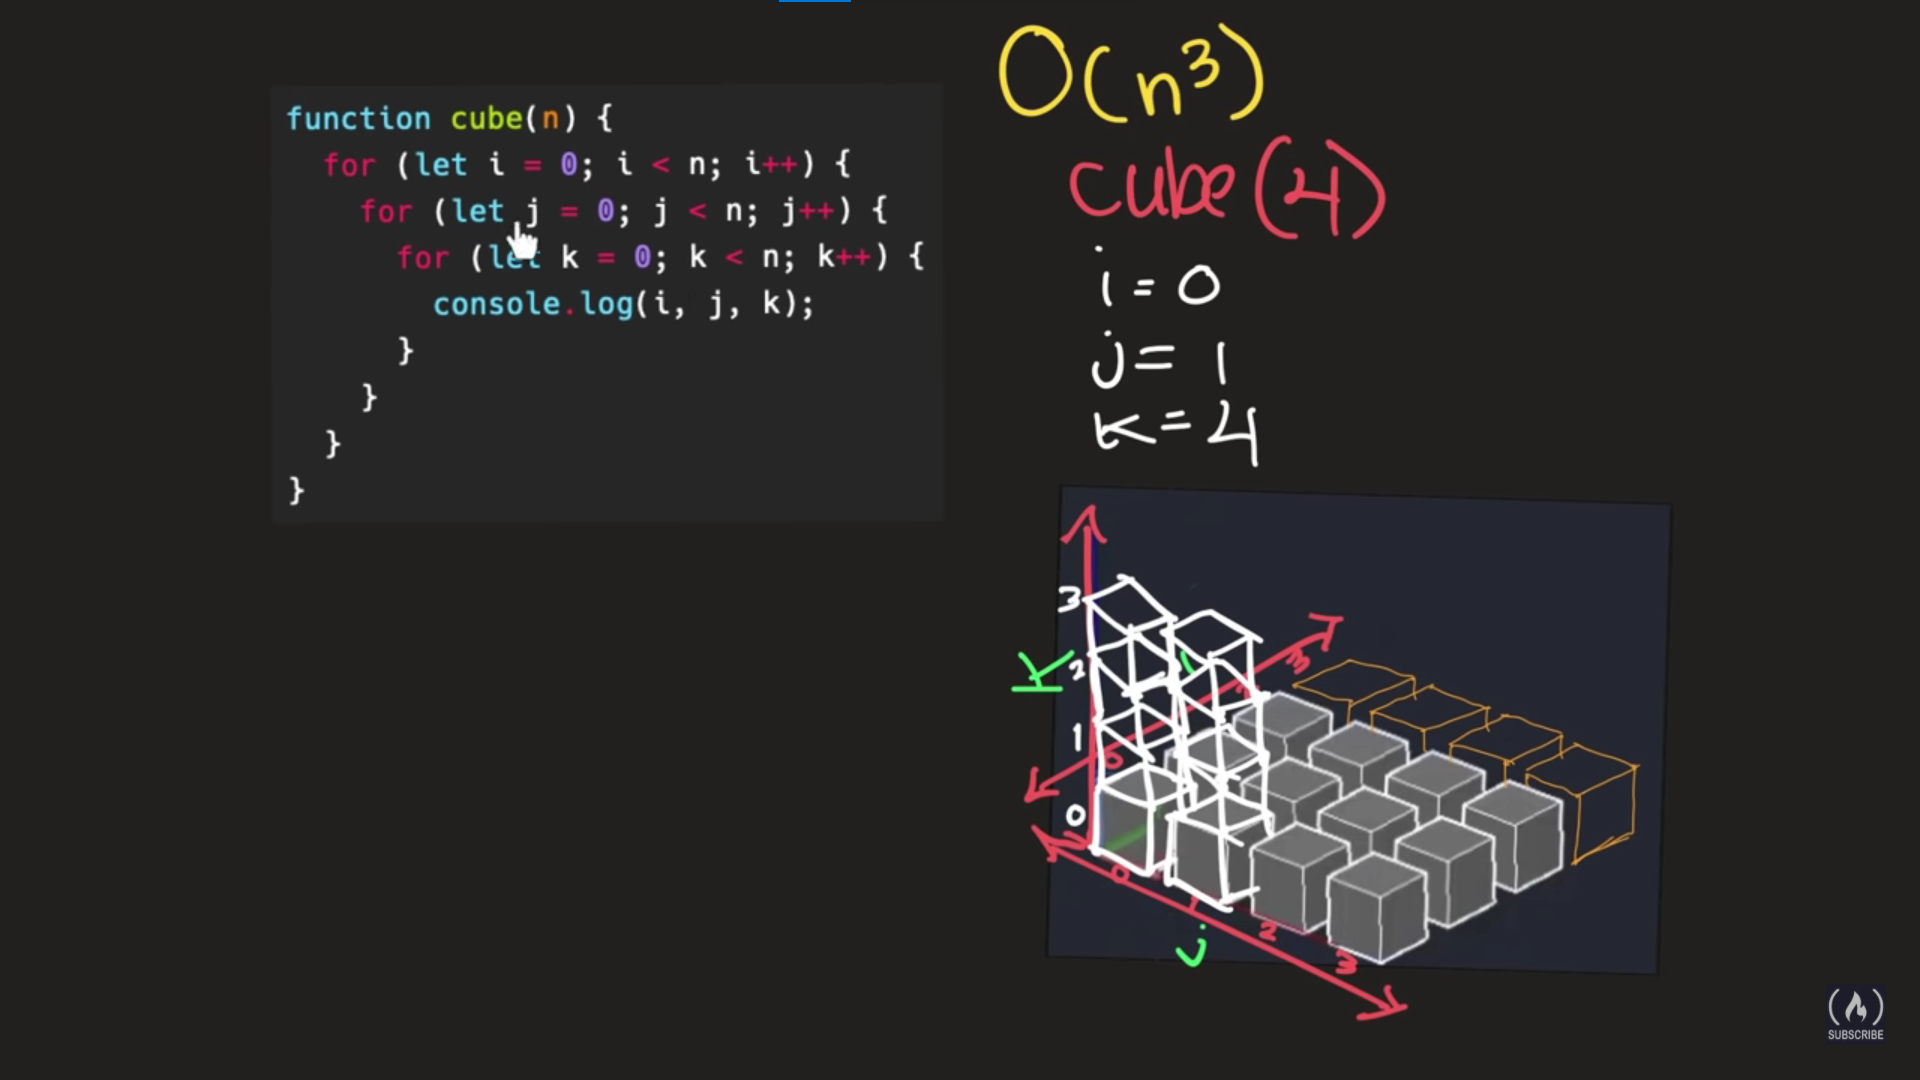 function cube(n) {
for (let i = 0; i < n; i++) {
for (let j = 0; j < n; j++) {
for (let k = 0; k < n; k++) {
console.log(i, j, k);
}
}
}
}
O(n³)
cube(4)
i = 0
j = 1
k = 4
3
2
1
0
K
0
3
0
1
2
3
j
SUBSCRIBE